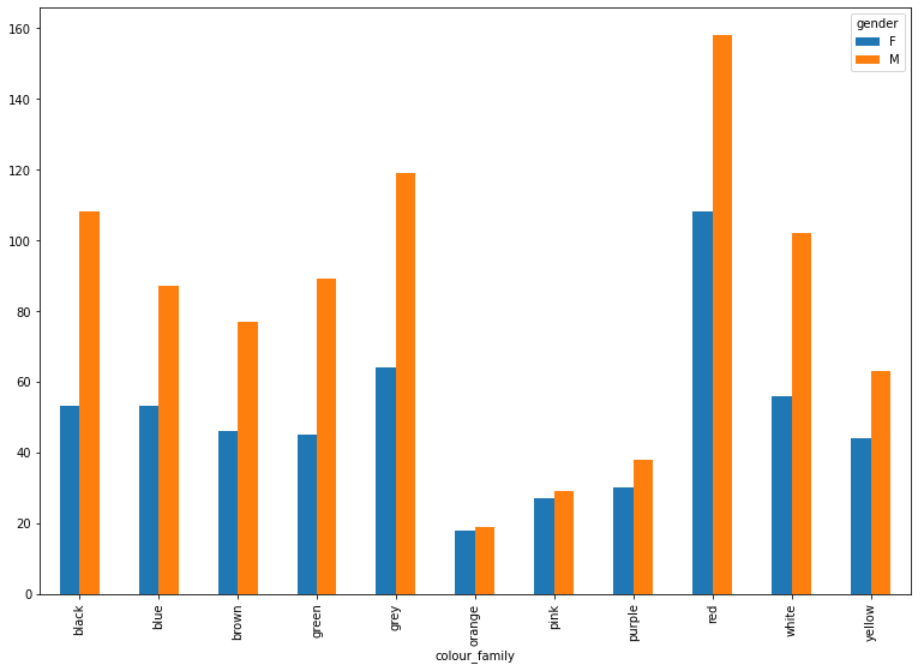 160
140
120
100
80
60
40
20
0
gender
F
M
black
blue
brown
green
grey
orange
pink
purple
red
white
yellow
colour_family